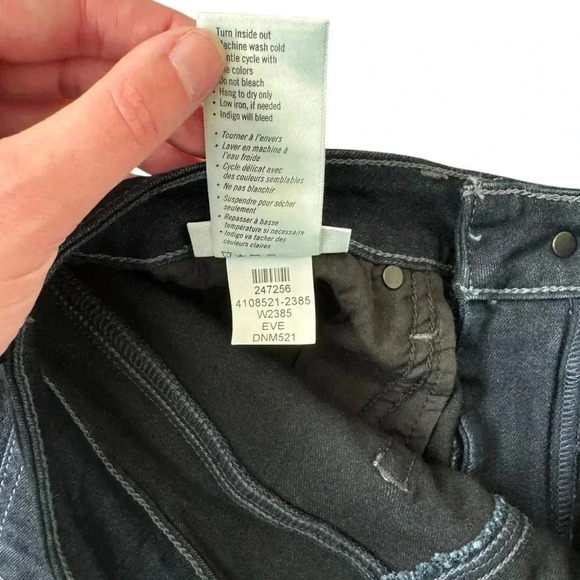 Turn inside out
Machine wash cold
Gentle cycle with
colors
Do not bleach
• Hang to dry only
• Low iron, if needed
• Indigo will bleed
• Tourner à l'envers
• Laver en machine à
l'eau froide
• Cycle délicat avec
des couleurs semblables
• Ne pas blanchir
• Suspendre pour sécher
seulement
• Repasser à basse
température si necessaire
• Indigo va tacher des
couleurs claires
247256
4108521-2385
W2385
EVE
DNM521